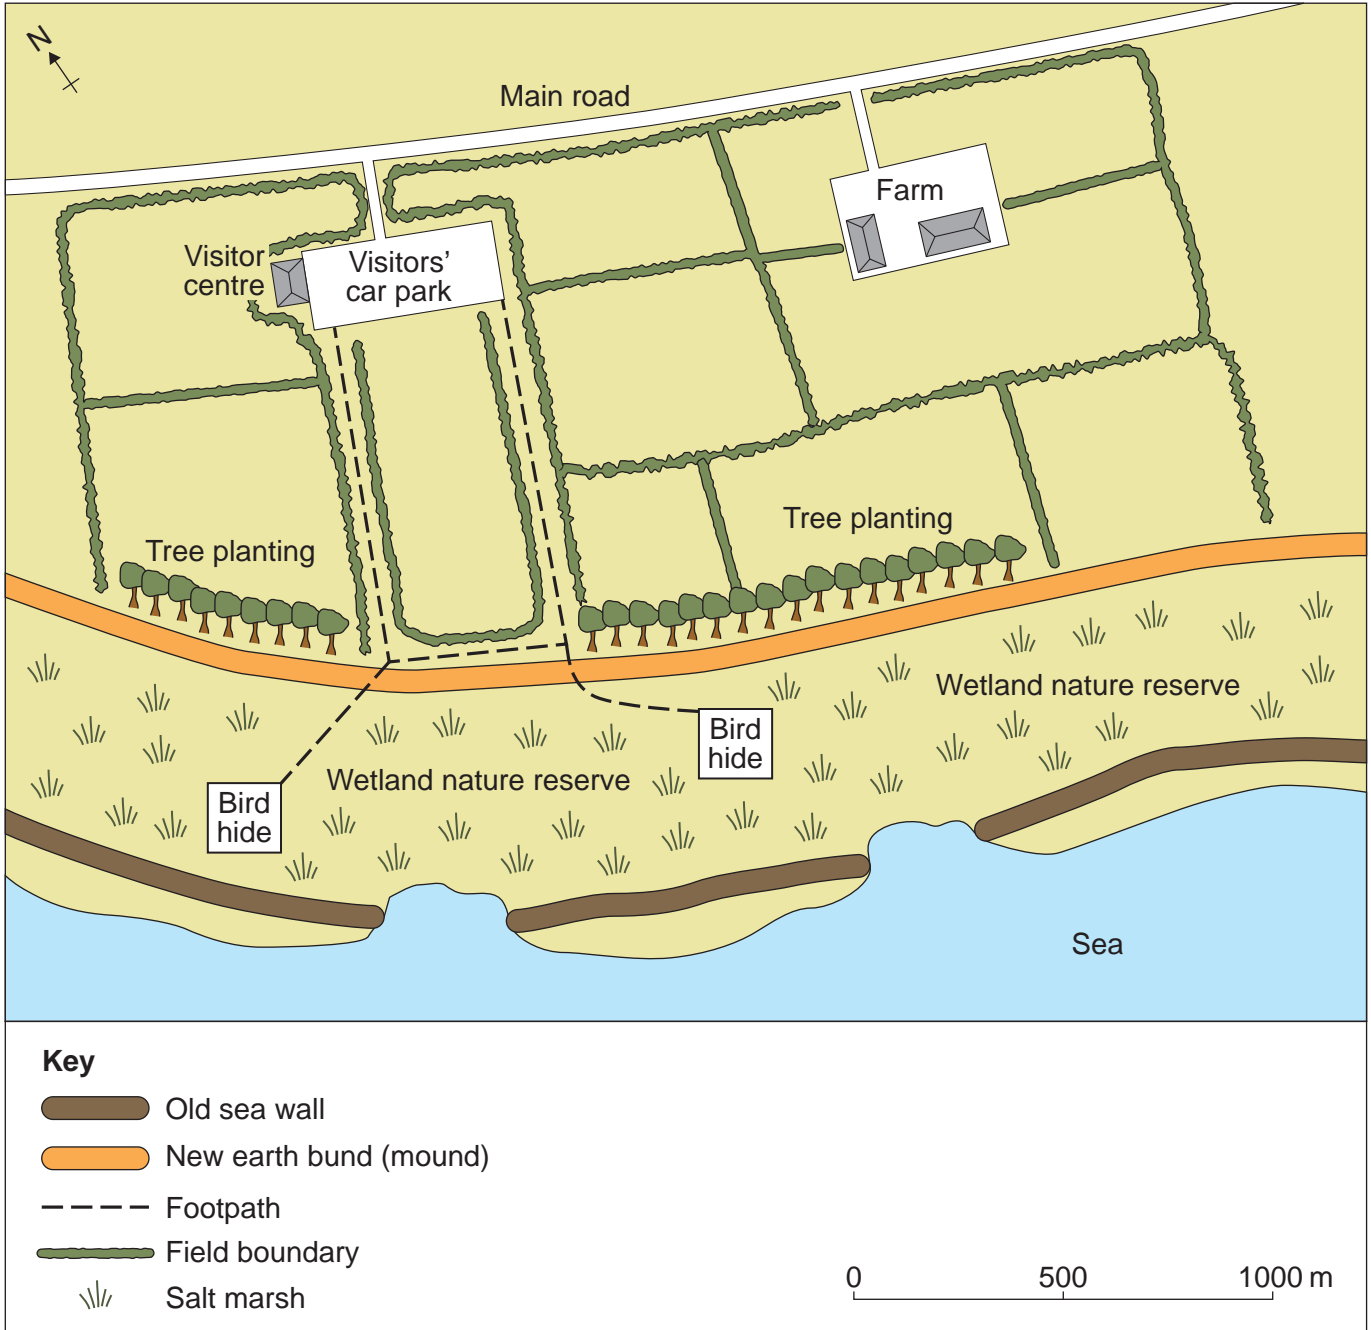 N
Main road
Farm
Visitor
centre
Visitors’
car park
Tree planting
Tree planting
Wetland nature reserve
Bird
hide
Wetland nature reserve
Bird
hide
Sea
Key
Old sea wall
New earth bund (mound)
Footpath
Field boundary
Salt marsh
0 500 1000 m